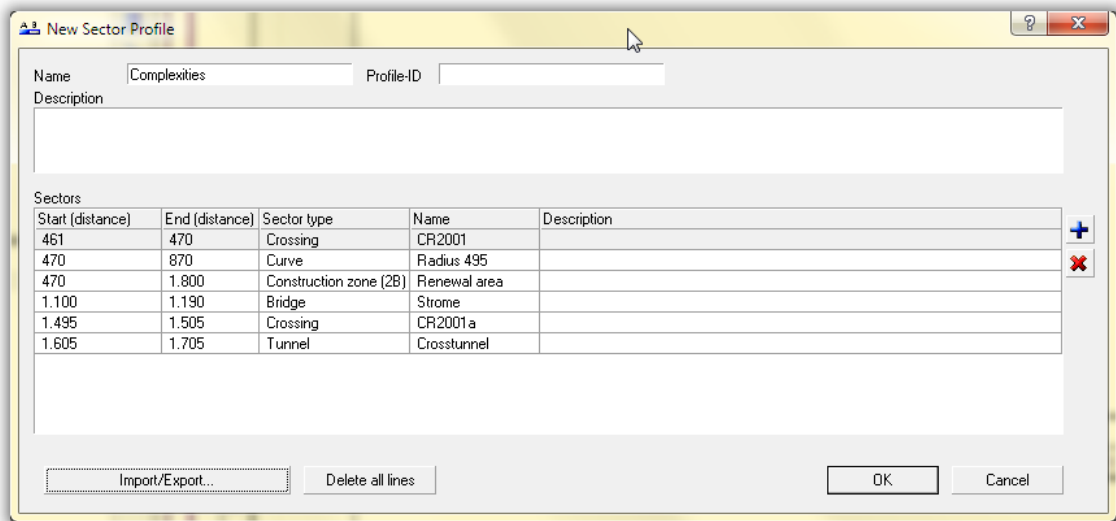 New Sector Profile
Name Complexities Profile-ID
Description
Sectors
Start (distance) End (distance) Sector type Name Description
461 470 Crossing CR2001
470 870 Curve Radius 495
470 1.800 Construction zone (2B) Renewal area
1.100 1.190 Bridge Strome
1.495 1.505 Crossing CR2001a
1.605 1.705 Tunnel Crosstunnel
Import/Export... Delete all lines OK Cancel